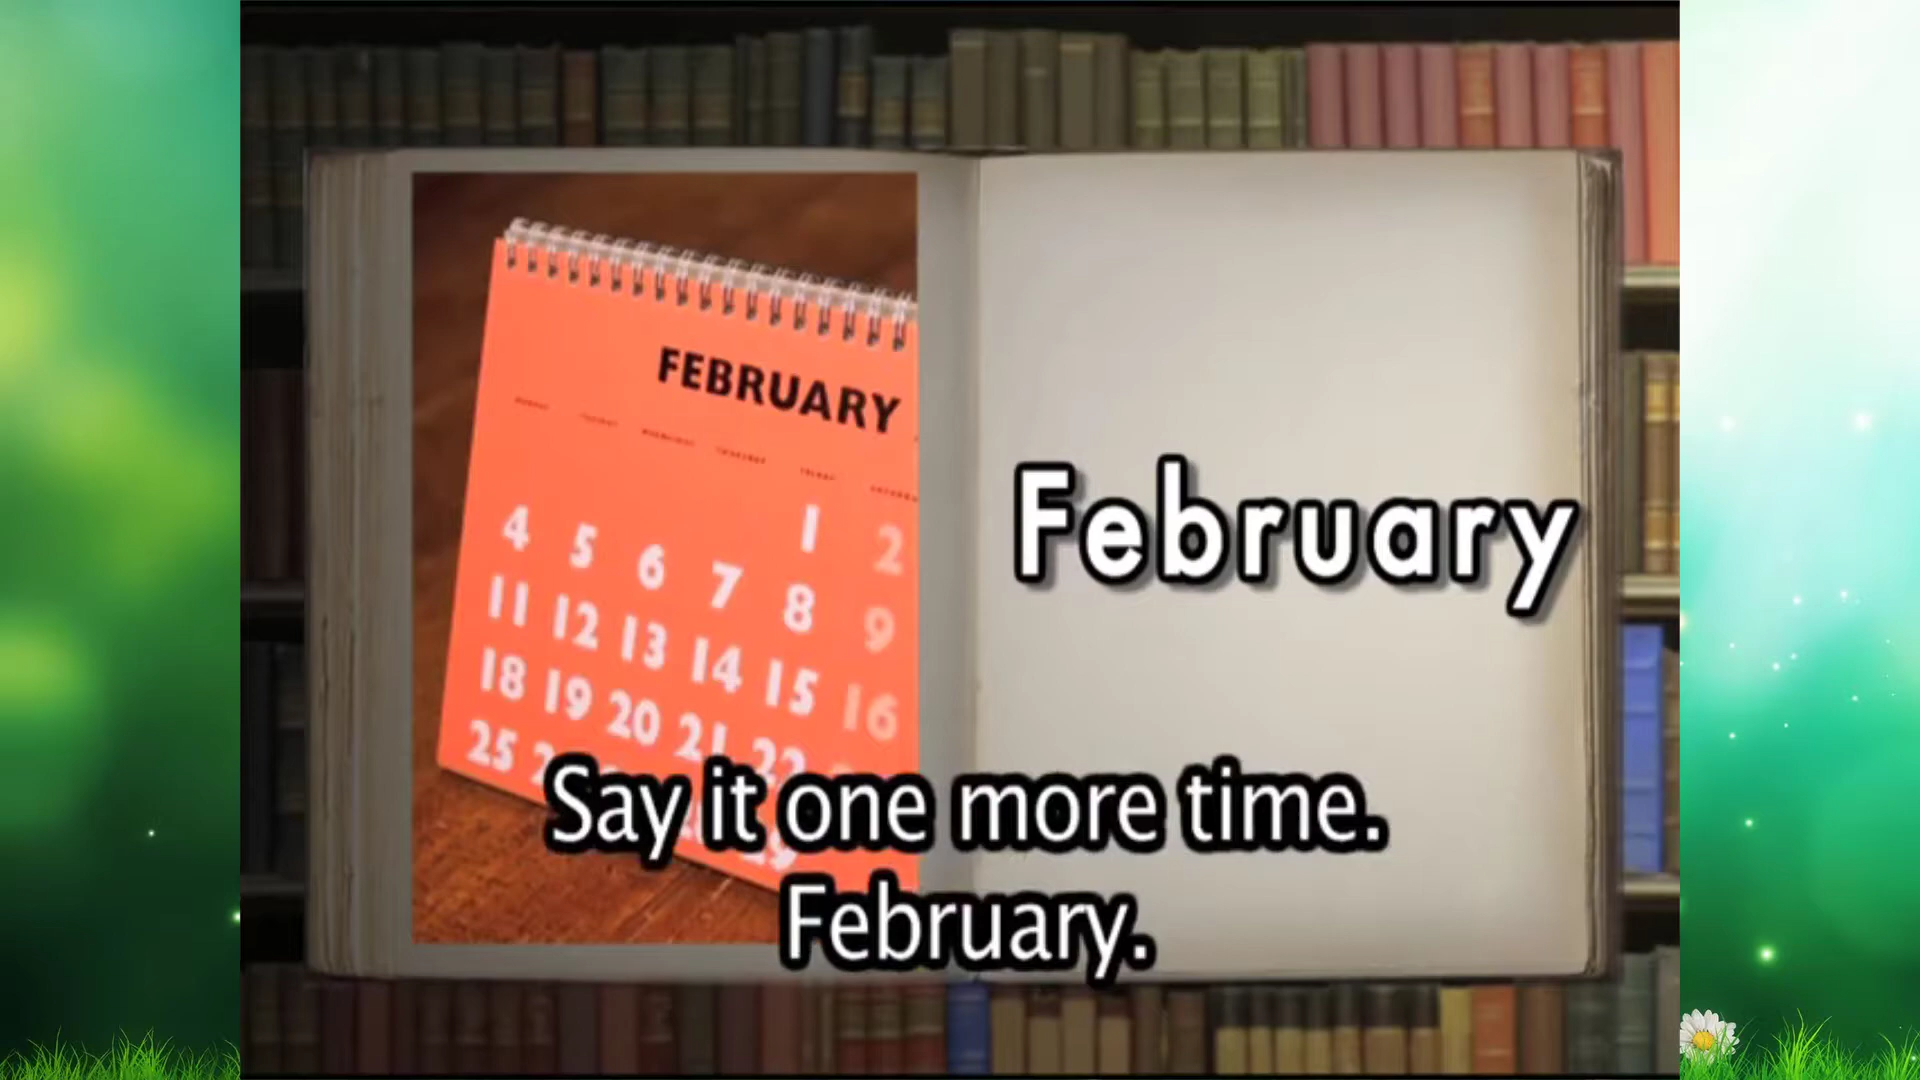 FEBRUARY
1 2
4 5 6 7 8 9
11 12 13 14 15 16
18 19 20 21 22
25
29
February
Say it one more time.
February.